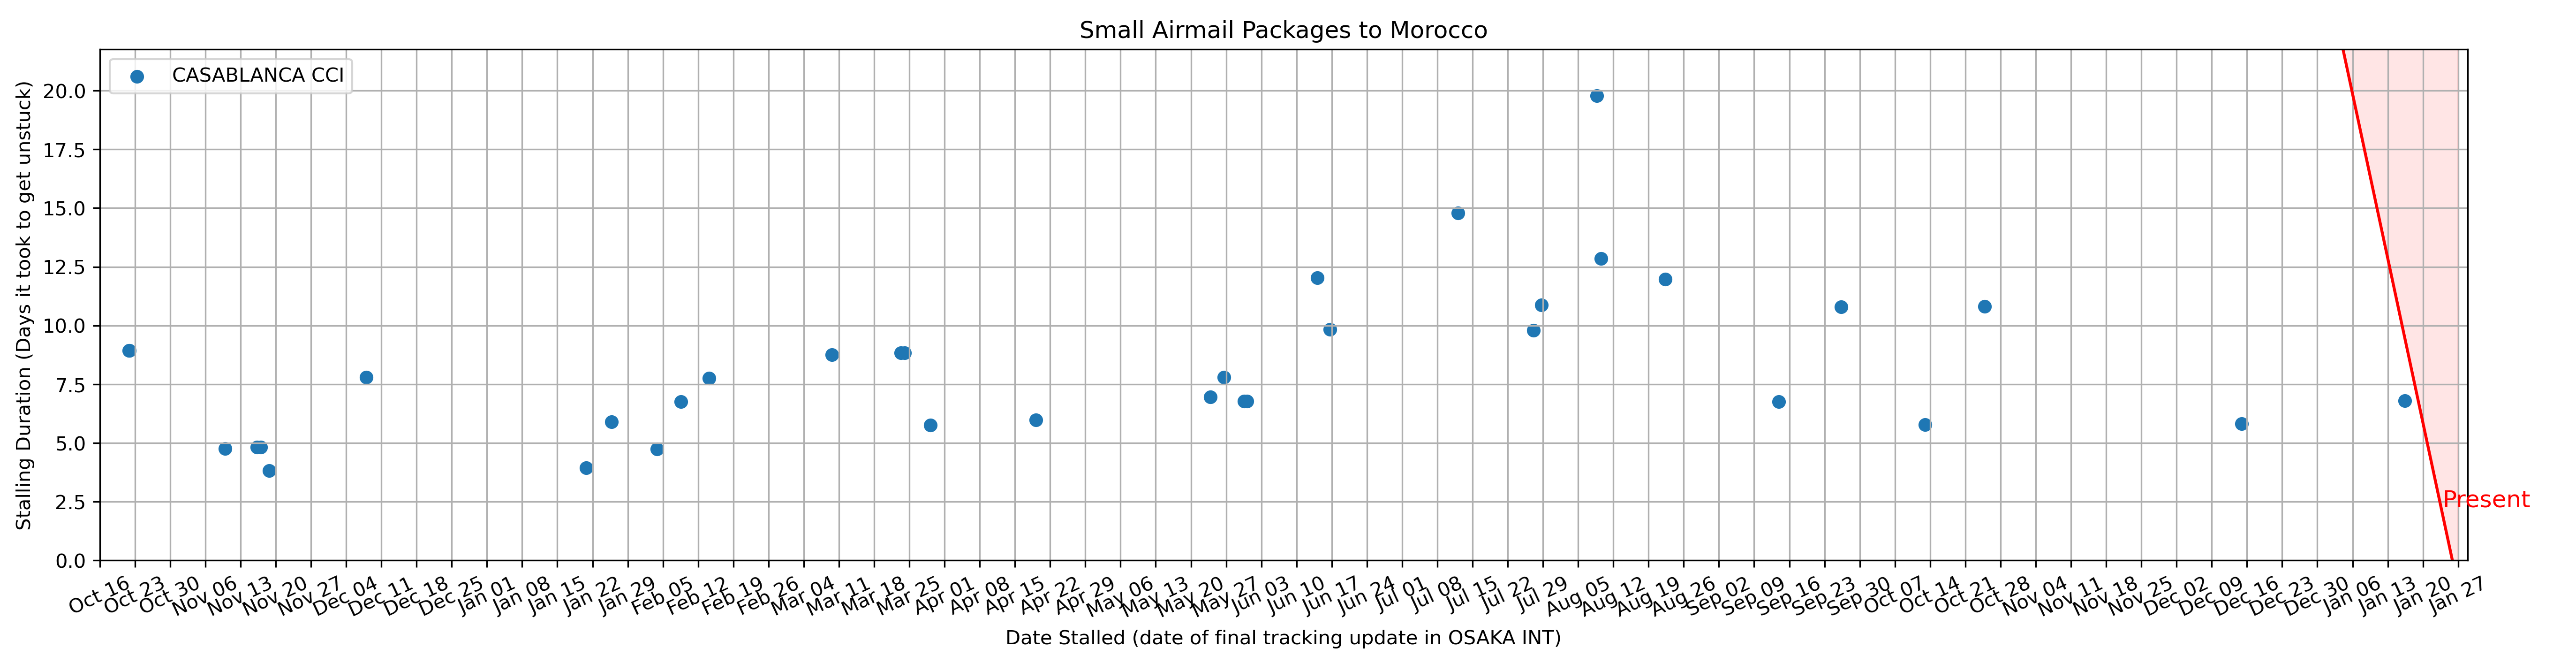 Small Airmail Packages to Morocco
CASABLANCA CCI
Stalling Duration (Days it took to get unstuck)
20.0
17.5
15.0
12.5
10.0
7.5
5.0
2.5
0.0
Present
Oct 16
Oct 23
Oct 30
Nov 06
Nov 13
Nov 20
Nov 27
Dec 04
Dec 11
Dec 18
Dec 25
Jan 01
Jan 08
Jan 15
Jan 22
Jan 29
Feb 05
Feb 12
Feb 19
Feb 26
Mar 04
Mar 11
Mar 18
Mar 25
Apr 01
Apr 08
Apr 15
Apr 22
Apr 29
May 06
May 13
May 20
May 27
Jun 03
Jun 10
Jun 17
Jun 24
Jul 01
Jul 08
Jul 15
Jul 22
Jul 29
Aug 05
Aug 12
Aug 19
Aug 26
Sep 02
Sep 09
Sep 16
Sep 23
Sep 30
Oct 07
Oct 14
Oct 21
Oct 28
Nov 04
Nov 11
Nov 18
Nov 25
Dec 02
Dec 09
Dec 16
Dec 23
Dec 30
Jan 06
Jan 13
Jan 20
Jan 27
Date Stalled (date of final tracking update in OSAKA INT)